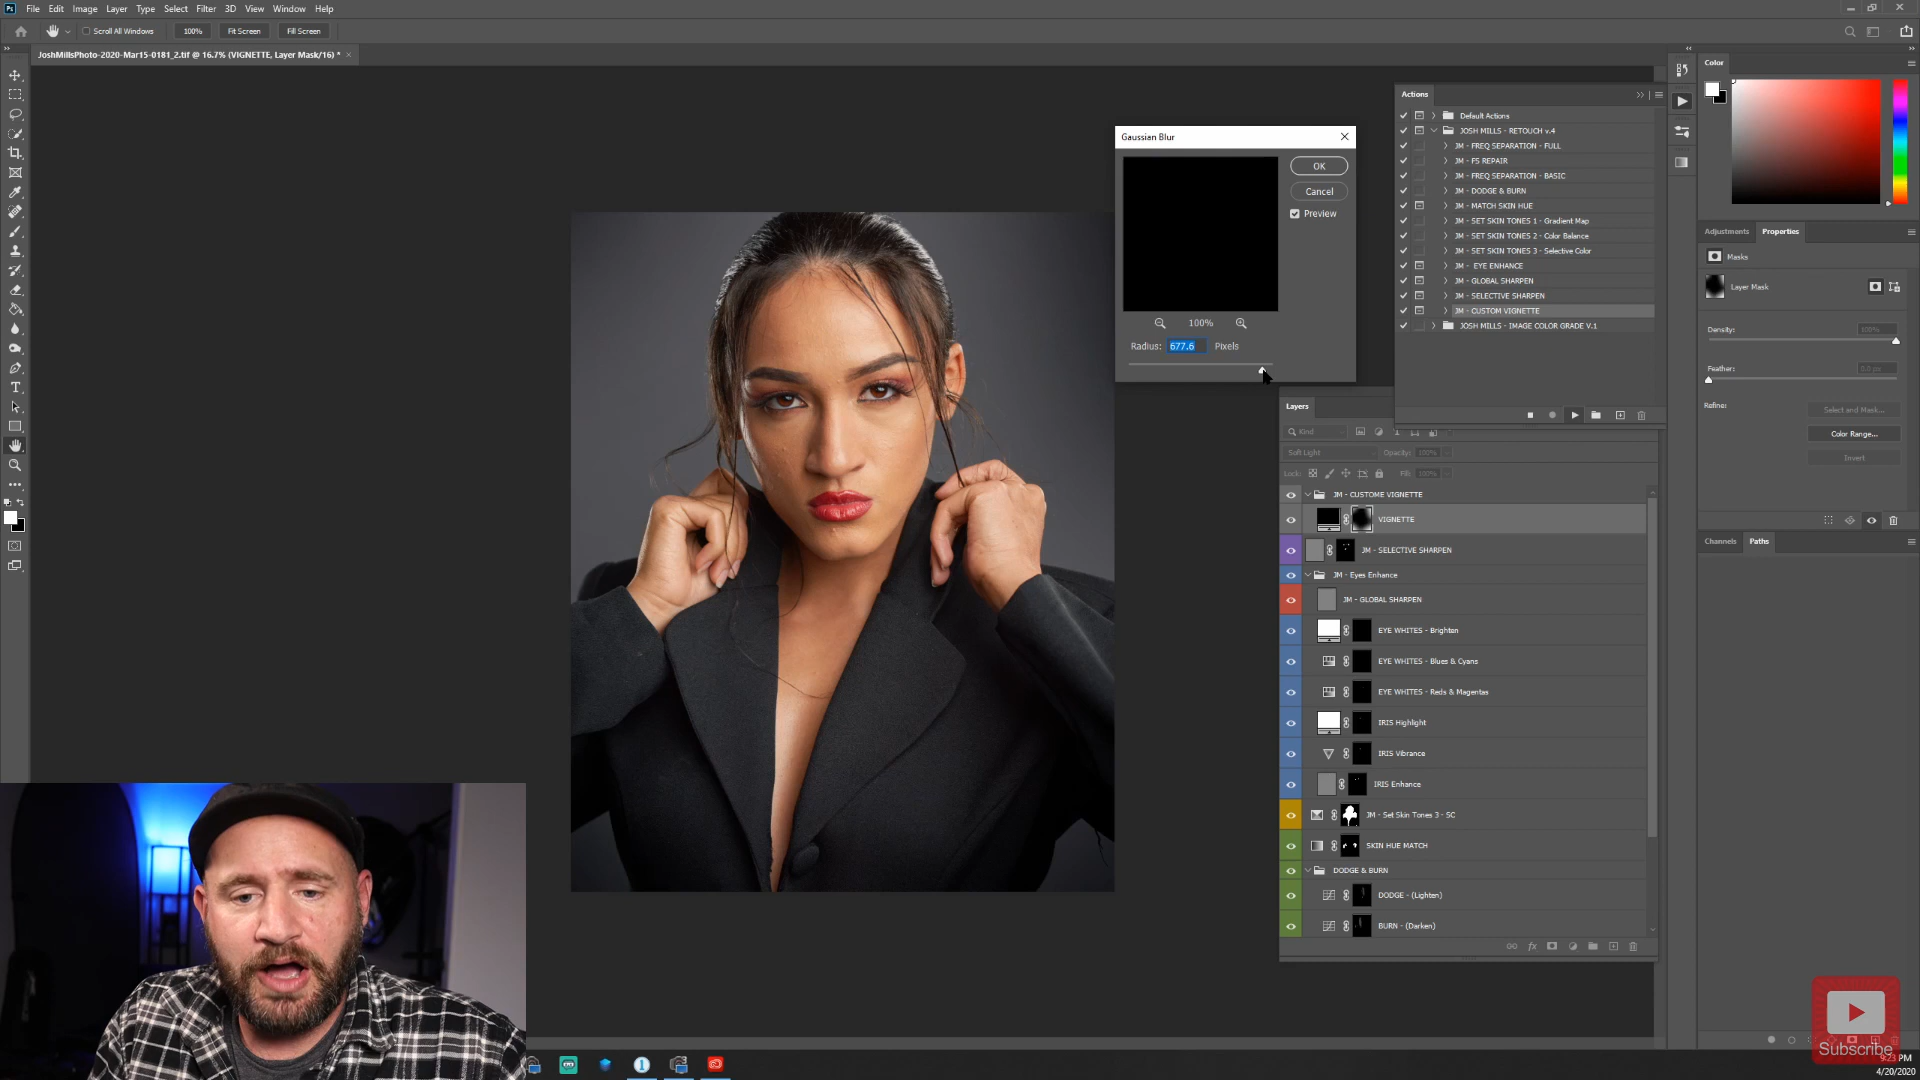 File Edit Image Layer Type Select Filter 3D View Window Help
Scroll All Windows 100% Fit Screen Fill Screen
JoshMillsPhoto-2020-Mar15-0181_2.tif @ 16.7% (VIGNETTE, Layer Mask/16) *
Gaussian Blur
OK
Cancel
Preview
100%
Radius: 677.6 Pixels
Actions
Default Actions
JOSH MILLS - RETOUCH v.4
JM - FREQ SEPARATION - FULL
JM - FS REPAIR
JM - FREQ SEPARATION - BASIC
JM - DODGE & BURN
JM - MATCH SKIN HUE
JM - SET SKIN TONES 1 - Gradient Map
JM - SET SKIN TONES 2 - Color Balance
JM - SET SKIN TONES 3 - Selective Color
JM - EYE ENHANCE
JM - GLOBAL SHARPEN
JM - SELECTIVE SHARPEN
JM - CUSTOM VIGNETTE
JOSH MILLS - IMAGE COLOR GRADE V.1
Layers
Kind
Soft Light Opacity: 100%
Lock: Fill: 100%
JM - CUSTOME VIGNETTE
VIGNETTE
JM - SELECTIVE SHARPEN
JM - Eyes Enhance
JM - GLOBAL SHARPEN
EYE WHITES - Brighten
EYE WHITES - Blues & Cyans
EYE WHITES - Reds & Magentas
IRIS Highlight
IRIS Vibrance
IRIS Enhance
JM - Set Skin Tones 3 - SC
SKIN HUE MATCH
DODGE & BURN
DODGE - (Lighten)
BURN - (Darken)
fx
Color
Adjustments Properties
Masks
Layer Mask
Density: 100%
Feather: 0.0 px
Refine: Select and Mask...
Color Range...
Invert
Channels Paths
Subscribe
9:23 PM
4/20/2020